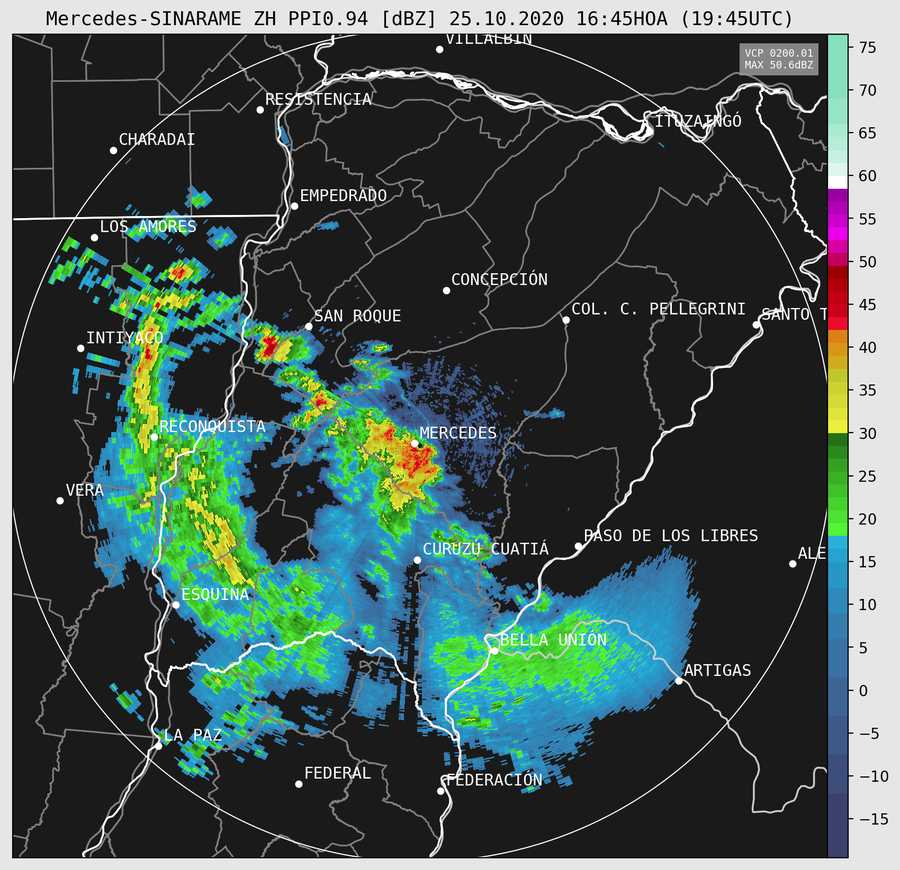 Mercedes-SINARAME ZH PPI0.94 [dBZ] 25.10.2020 16:45HOA (19:45UTC)
VILLALBIN
VCP 0200.01
MAX 50.6dBZ
75
70
65
60
55
50
45
40
35
30
25
20
15
10
5
0
−5
−10
−15
RESISTENCIA
ITUZAINGÓ
CHARADAI
EMPEDRADO
LOS AMORES
CONCEPCIÓN
COL. C. PELLEGRINI
SANTO T
SAN ROQUE
INTIYACO
RECONQUISTA
MERCEDES
VERA
PASO DE LOS LIBRES
CURUZÚ CUATIÁ
ALE
ESQUINA
BELLA UNIÓN
ARTIGAS
LA PAZ
FEDERAL
FEDERACIÓN